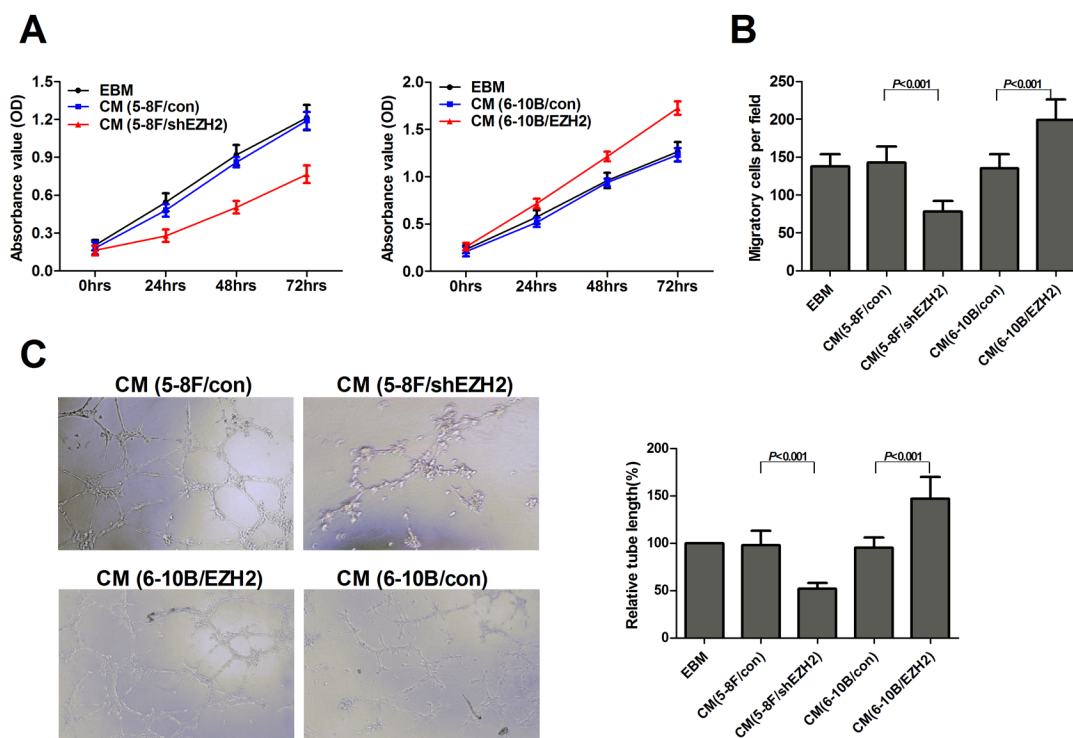 A
Absorbance value (OD)
1.5
1.2
0.9
0.6
0.3
0.0
EBM
CM (5-8F/con)
CM (5-8F/shEZH2)
0hrs 24hrs 48hrs 72hrs
Absorbance value (OD)
2.0
1.5
1.0
0.5
0.0
EBM
CM (6-10B/con)
CM (6-10B/EZH2)
0hrs 24hrs 48hrs 72hrs
B
Migratory cells per field
250
200
150
100
50
0
P<0.001
P<0.001
EBM
CM(5-8F/con)
CM(5-8F/shEZH2)
CM(6-10B/con)
CM(6-10B/EZH2)
C
CM (5-8F/con)
CM (5-8F/shEZH2)
CM (6-10B/EZH2)
CM (6-10B/con)
Relative tube length(%)
200
150
100
50
0
P<0.001
P<0.001
EBM
CM(5-8F/con)
CM(5-8F/shEZH2)
CM(6-10B/con)
CM(6-10B/EZH2)